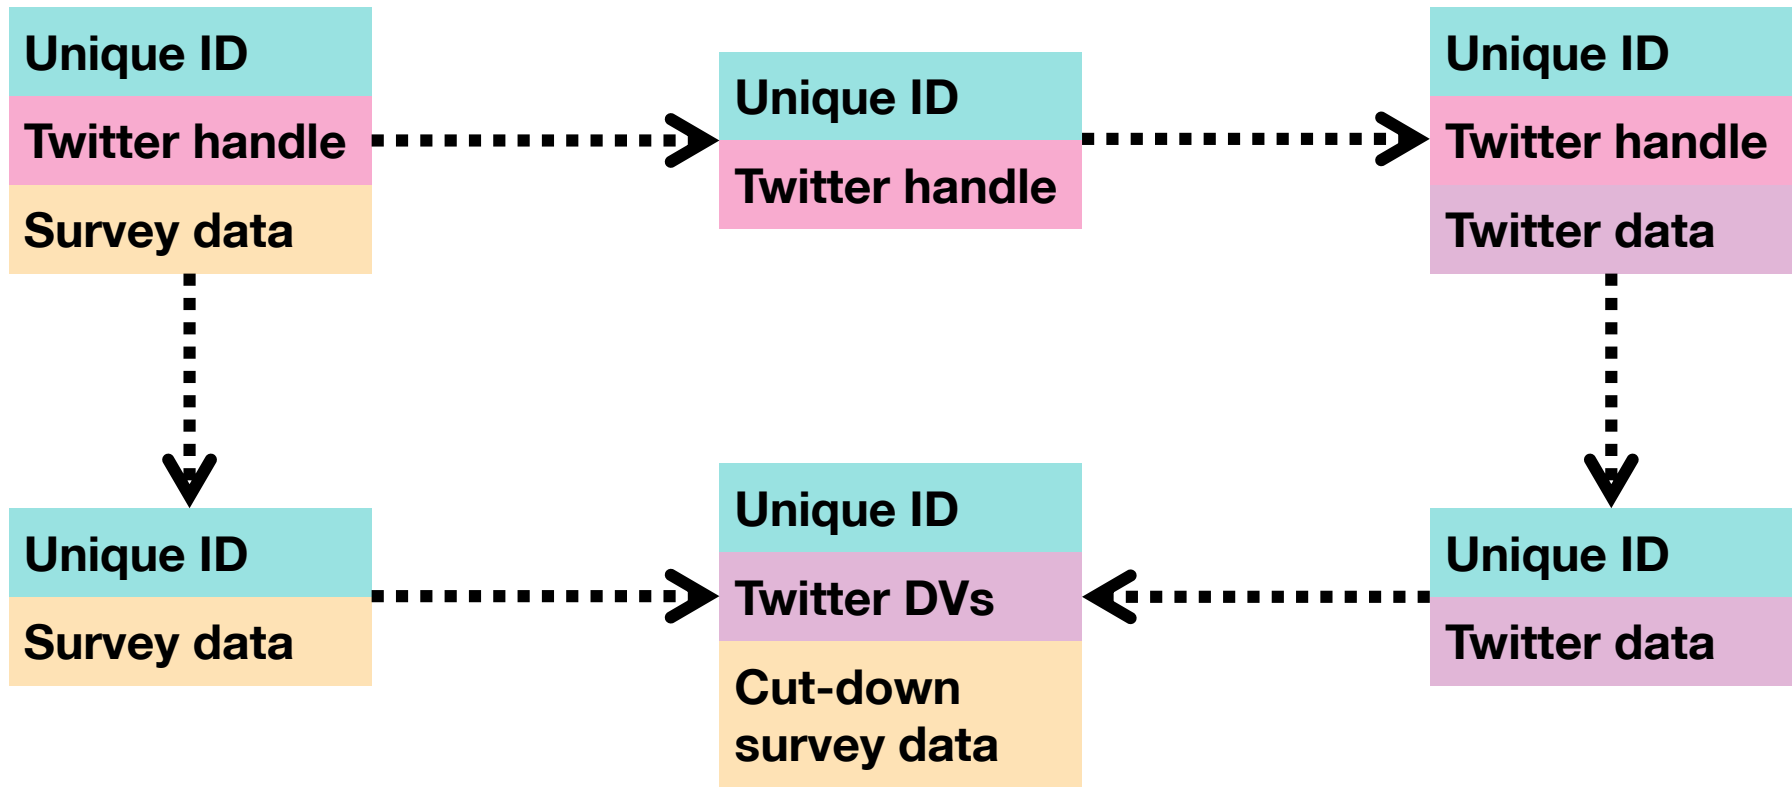 Unique ID
Twitter handle
Survey data
Unique ID
Twitter handle
Unique ID
Twitter handle
Twitter data
Unique ID
Survey data
Unique ID
Twitter DVs
Cut-down
survey data
Unique ID
Twitter data